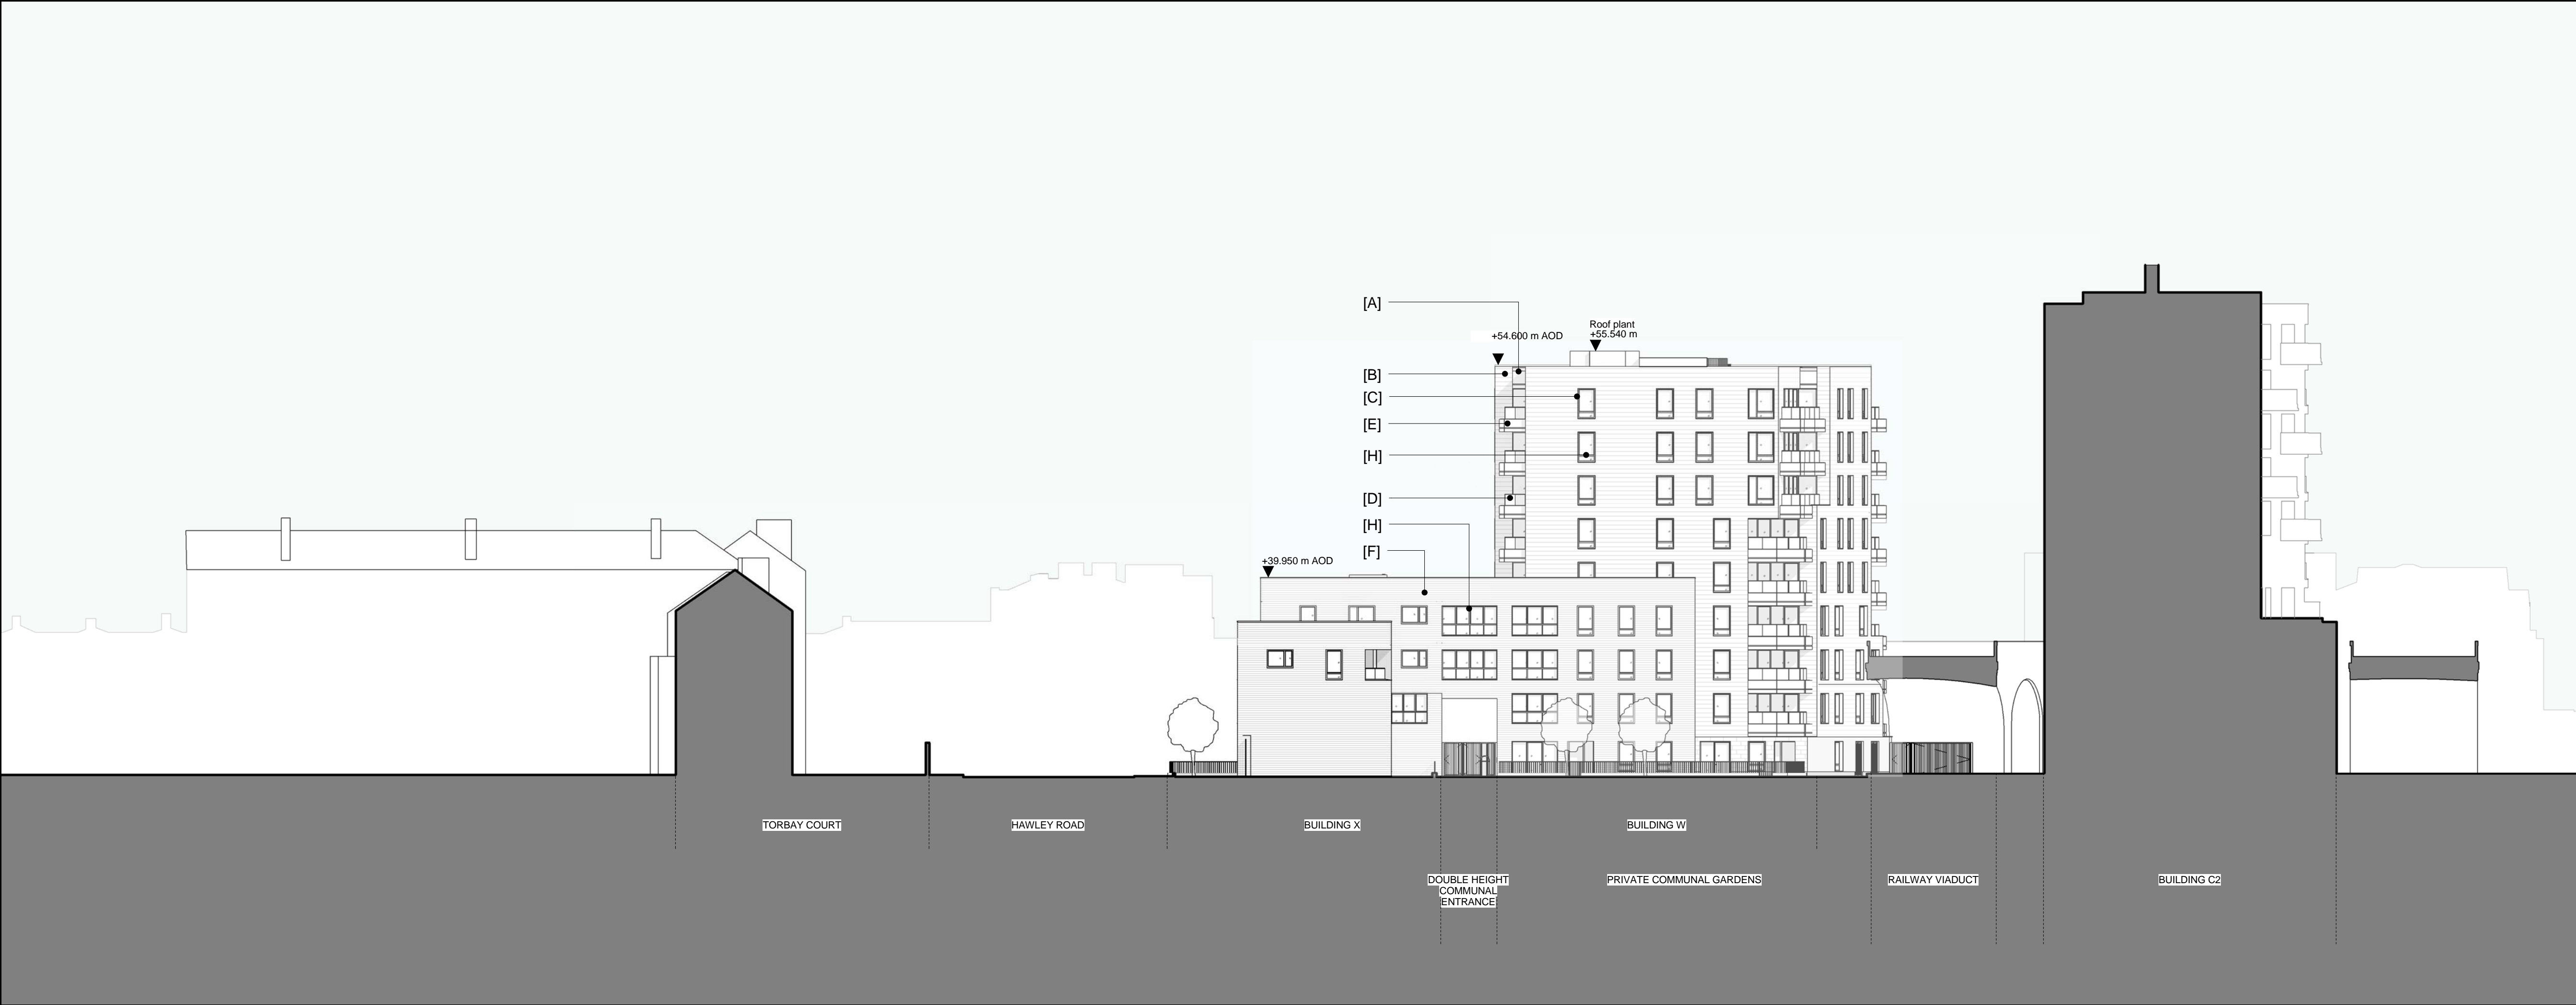 [A]
Roof plant
+55.540 m
+54.600 m AOD
[B]
[C]
[E]
[H]
[D]
[H]
[F]
+39.950 m AOD
TORBAY COURT
HAWLEY ROAD
BUILDING X
BUILDING W
DOUBLE HEIGHT
COMMUNAL
ENTRANCE
PRIVATE COMMUNAL GARDENS
RAILWAY VIADUCT
BUILDING C2